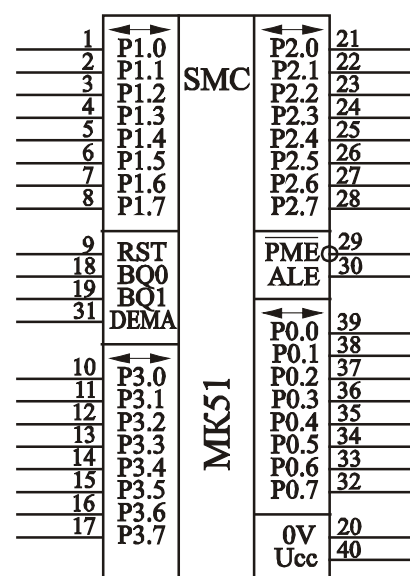 1 P1.0
2 P1.1
3 P1.2
4 P1.3
5 P1.4
6 P1.5
7 P1.6
8 P1.7
9 RST
18 BQ0
19 BQ1
31 DEMA
10 P3.0
11 P3.1
12 P3.2
13 P3.3
14 P3.4
15 P3.5
16 P3.6
17 P3.7
SMC
MK51
P2.0 21
P2.1 22
P2.2 23
P2.3 24
P2.4 25
P2.5 26
P2.6 27
P2.7 28
PME 29
ALE 30
P0.0 39
P0.1 38
P0.2 37
P0.3 36
P0.4 35
P0.5 34
P0.6 33
P0.7 32
0V 20
Ucc 40